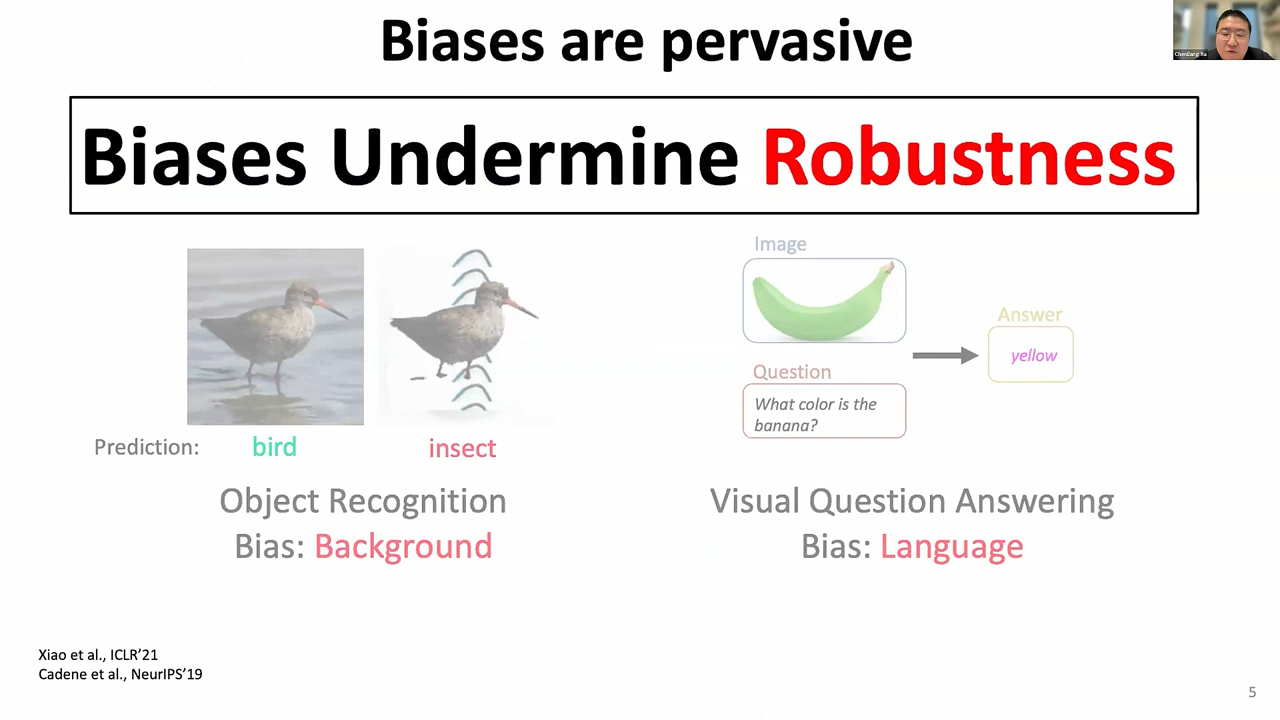 Biases are pervasive
Chenliang Xu
Biases Undermine Robustness
Image
Answer
yellow
Question
What color is the
banana?
Prediction: bird insect
Object Recognition
Bias: Background
Visual Question Answering
Bias: Language
Xiao et al., ICLR'21
Cadene et al., NeurIPS'19
5